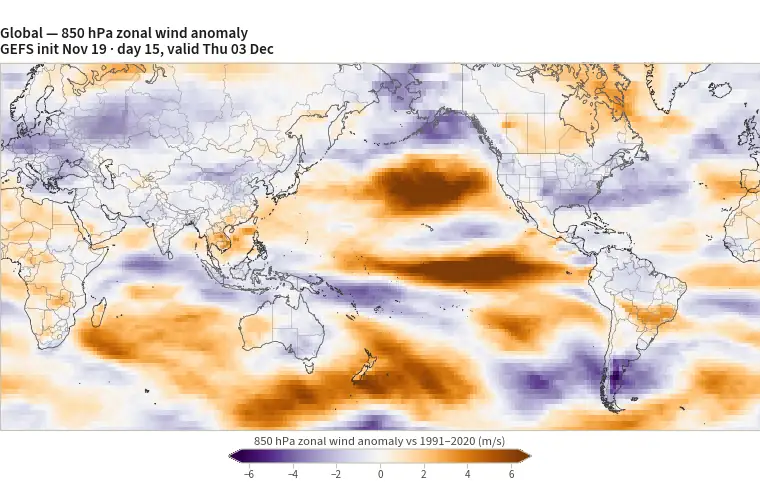 Global — 850 hPa zonal wind anomaly
GEFS init Nov 19 · day 15, valid Thu 03 Dec
850 hPa zonal wind anomaly vs 1991−2020 (m/s)
−6 −4 −2 0 2 4 6